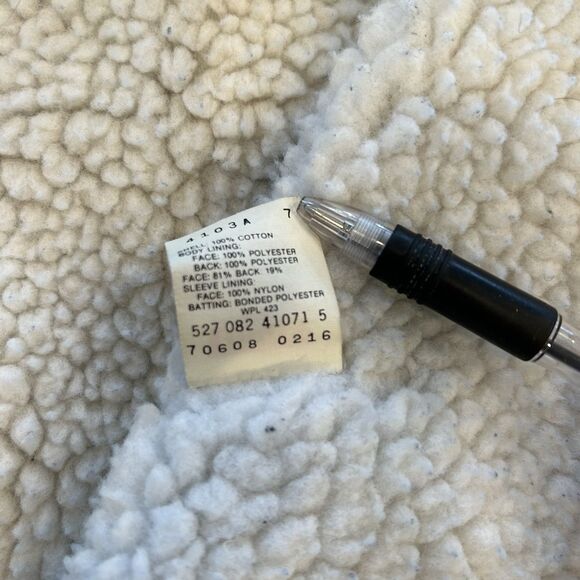 4103A 7
SHELL: 100% COTTON
BODY LINING:
FACE: 100% POLYESTER
BACK: 100% POLYESTER
FACE: 81% BACK. 19%
SLEEVE LINING:
FACE: 100% NYLON
BATTING: BONDED POLYESTER
WPL 423
527 082 41071 5
70608 0216